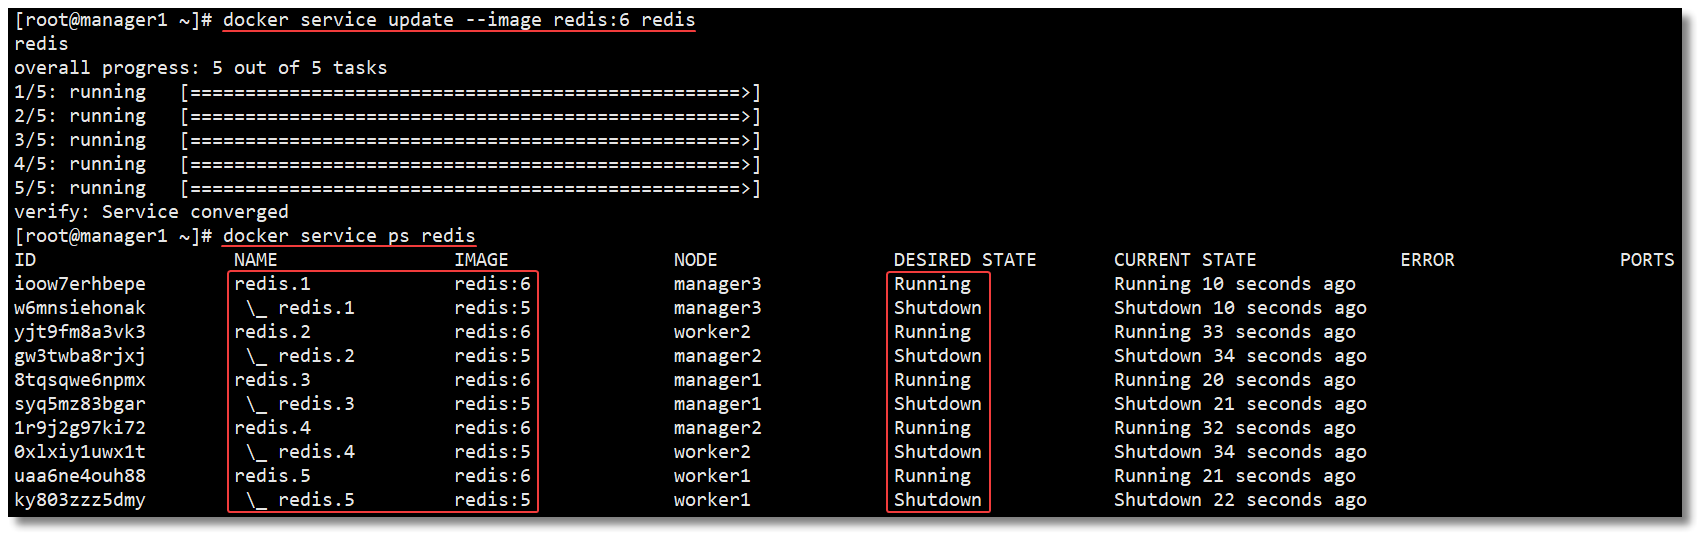 [root@manager1 ~]# docker service update --image redis:6 redis
redis
overall progress: 5 out of 5 tasks
1/5: running   [==================================================>]
2/5: running   [==================================================>]
3/5: running   [==================================================>]
4/5: running   [==================================================>]
5/5: running   [==================================================>]
verify: Service converged
[root@manager1 ~]# docker service ps redis
ID                  NAME                IMAGE               NODE                DESIRED STATE       CURRENT STATE             ERROR               PORTS
ioow7erhbepe        redis.1             redis:6             manager3            Running             Running 10 seconds ago
w6mnsiehonak         \_ redis.1         redis:5             manager3            Shutdown            Shutdown 10 seconds ago
yjt9fm8a3vk3        redis.2             redis:6             worker2             Running             Running 33 seconds ago
gw3twba8rjxj         \_ redis.2         redis:5             manager2            Shutdown            Shutdown 34 seconds ago
8tqsqwe6npmx        redis.3             redis:6             manager1            Running             Running 20 seconds ago
syq5mz83bgar         \_ redis.3         redis:5             manager1            Shutdown            Shutdown 21 seconds ago
1r9j2g97ki72        redis.4             redis:6             manager2            Running             Running 32 seconds ago
0xlxiy1uwx1t         \_ redis.4         redis:5             worker2             Shutdown            Shutdown 34 seconds ago
uaa6ne4ouh88        redis.5             redis:6             worker1             Running             Running 21 seconds ago
ky803zzz5dmy         \_ redis.5         redis:5             worker1             Shutdown            Shutdown 22 seconds ago